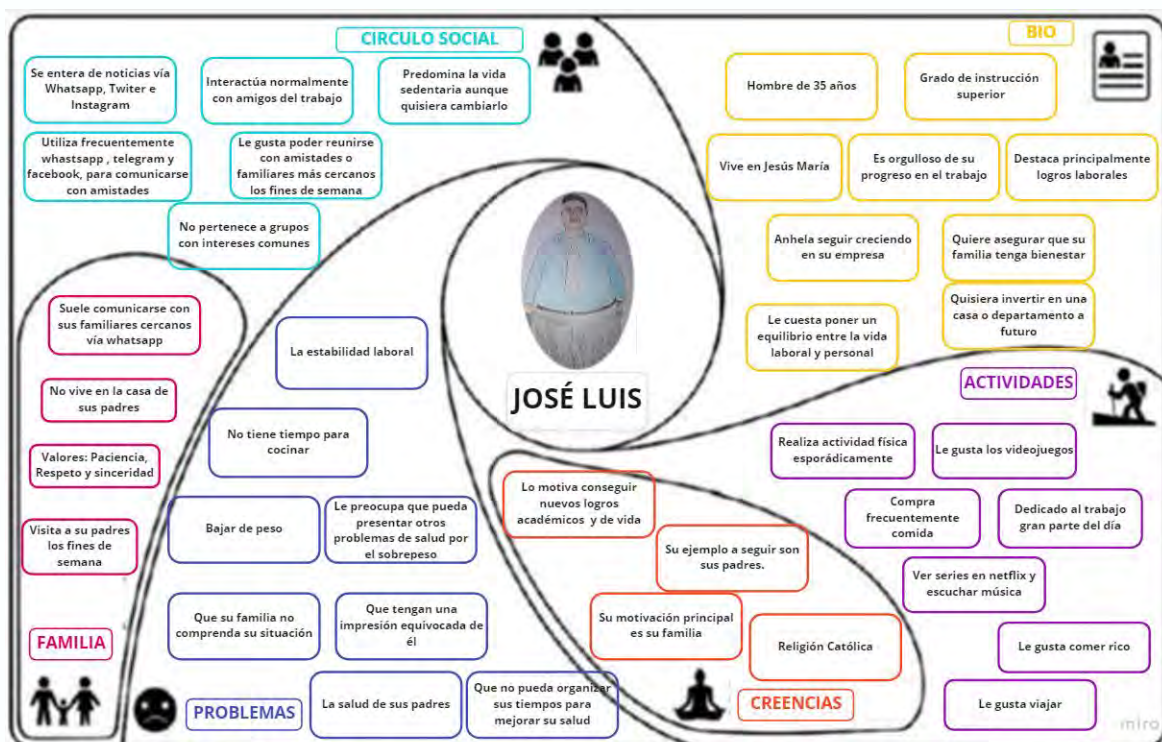 CIRCULO SOCIAL
Se entera de noticias vía
Whatsapp, Twiter e
Instagram
Interactúa normalmente
con amigos del trabajo
Predomina la vida
sedentaria aunque
quisiera cambiarlo
Utiliza frecuentemente
whastsapp , telegram y
facebook, para comunicarse
con amistades
Le gusta poder reunirse
con amistades o
familiares más cercanos
los fines de semana
No pertenece a grupos
con intereses comunes
BIO
Hombre de 35 años
Grado de instrucción
superior
Vive en Jesús María
Es orgulloso de su
progreso en el trabajo
Destaca principalmente
logros laborales
Anhela seguir creciendo
en su empresa
Quiere asegurar que su
familia tenga bienestar
Le cuesta poner un
equilibrio entre la vida
laboral y personal
Quisiera invertir en una
casa o departamento a
futuro
JOSÉ LUIS
Suele comunicarse con
sus familiares cercanos
vía whatsapp
No vive en la casa de
sus padres
Valores: Paciencia,
Respeto y sinceridad
Visita a su padres
los fines de
semana
FAMILIA
La estabilidad laboral
No tiene tiempo para
cocinar
Bajar de peso
Le preocupa que pueda
presentar otros
problemas de salud por
el sobrepeso
Que su familia no
comprenda su situación
Que tengan una
impresión equivocada de
él
La salud de sus padres
Que no pueda organizar
sus tiempos para
mejorar su salud
PROBLEMAS
Lo motiva conseguir
nuevos logros
académicos y de vida
Su ejemplo a seguir son
sus padres.
Su motivación principal
es su familia
Religión Católica
CREENCIAS
ACTIVIDADES
Realiza actividad física
esporádicamente
Le gusta los videojuegos
Compra
frecuentemente
comida
Dedicado al trabajo
gran parte del día
Ver series en netflix y
escuchar música
Le gusta comer rico
Le gusta viajar
miro